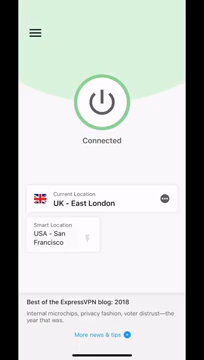 Connected
Current Location
UK - East London
Smart Location
USA - San
Francisco
Best of the ExpressVPN blog: 2018
Internal microchips, privacy fashion, voter distrust—the
year that was.
More news & tips